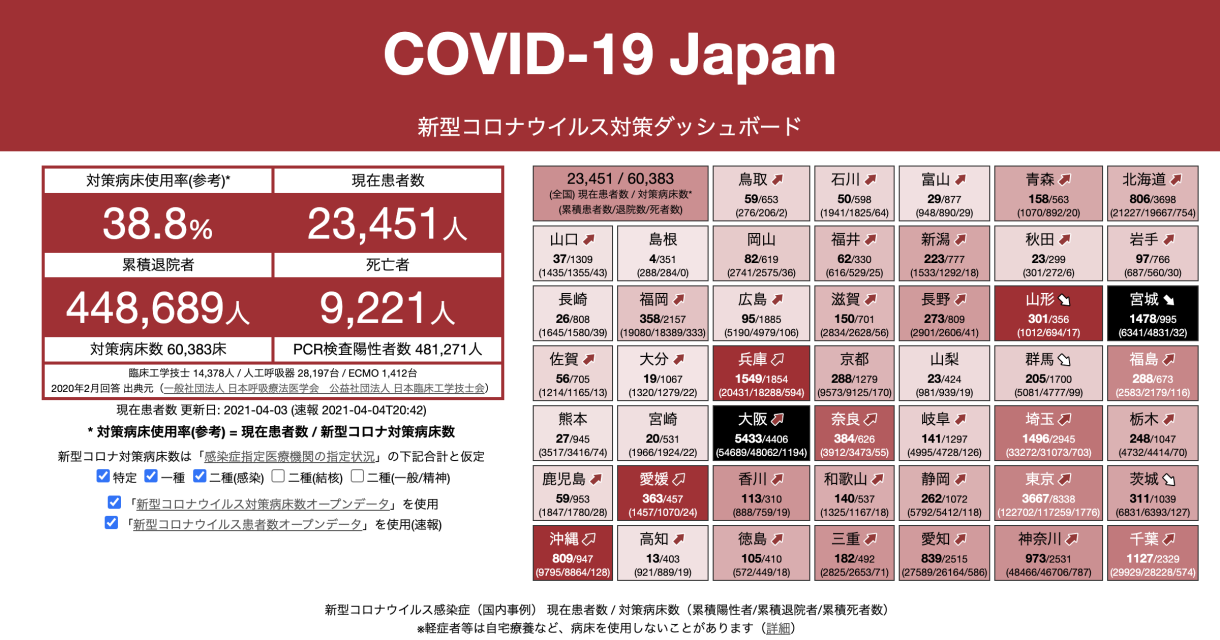 COVID-19 Japan
新型コロナウイルス対策ダッシュボード
対策病床使用率(参考)* 現在患者数
38.8% 23,451人
累積退院者 死亡者
448,689人 9,221人
対策病床数 60,383床 PCR検査陽性者数 481,271人
臨床工学技士 14,378人 / 人工呼吸器 28,197台 / ECMO 1,412台
2020年2月回答 出典元（一般社団法人 日本呼吸療法医学会　公益社団法人 日本臨床工学技士会）
現在患者数 更新日: 2021-04-03 (速報 2021-04-04T20:42)
* 対策病床使用率(参考) = 現在患者数 / 新型コロナ対策病床数
新型コロナ対策病床数は「感染症指定医療機関の指定状況」の下記合計と仮定
特定 一種 二種(感染) 二種(結核) 二種(一般/精神)
「新型コロナウイルス対策病床数オープンデータ」を使用
「新型コロナウイルス患者数オープンデータ」を使用(速報)
23,451 / 60,383
(全国) 現在患者数 / 対策病床数*
(累積患者数/退院数/死者数)
鳥取 石川 富山 青森 北海道
59/653 50/598 29/877 158/563 806/3698
(276/206/2) (1941/1825/64) (948/890/29) (1070/892/20) (21227/19667/754)
山口 島根 岡山 福井 新潟 秋田 岩手
37/1309 4/351 82/619 62/330 223/777 23/299 97/766
(1435/1355/43) (288/284/0) (2741/2575/36) (616/529/25) (1533/1292/18) (301/272/6) (687/560/30)
長崎 福岡 広島 滋賀 長野 山形 宮城
26/808 358/2157 95/1885 150/701 273/809 301/356 1478/995
(1645/1580/39) (19080/18389/333) (5190/4979/106) (2834/2628/56) (2901/2606/41) (1012/694/17) (6341/4831/32)
佐賀 大分 兵庫 京都 山梨 群馬 福島
56/705 19/1067 1549/1854 288/1279 23/424 205/1700 288/673
(1214/1165/13) (1320/1279/22) (20431/18288/594) (9573/9125/170) (981/939/19) (5081/4777/99) (2583/2179/116)
熊本 宮崎 大阪 奈良 岐阜 埼玉 栃木
27/945 20/531 5433/4406 384/626 141/1297 1496/2945 248/1047
(3517/3416/74) (1966/1924/22) (54689/48062/1194) (3912/3473/55) (4995/4728/126) (33272/31073/703) (4732/4414/70)
鹿児島 愛媛 香川 和歌山 静岡 東京 茨城
59/953 363/457 113/310 140/537 262/1072 3667/8338 311/1039
(1847/1780/28) (1457/1070/24) (888/759/19) (1325/1167/18) (5792/5412/118) (122702/117259/1776) (6831/6393/127)
沖縄 高知 徳島 三重 愛知 神奈川 千葉
809/947 13/403 105/410 182/492 839/2515 973/2531 1127/2329
(9795/8864/128) (921/889/19) (572/449/18) (2825/2653/71) (27589/26164/586) (48466/46706/787) (29929/28228/574)
新型コロナウイルス感染症（国内事例） 現在患者数 / 対策病床数（累積陽性者/累積退院者/累積死者数）
※軽症者等は自宅療養など、病床を使用しないことがあります（詳細）